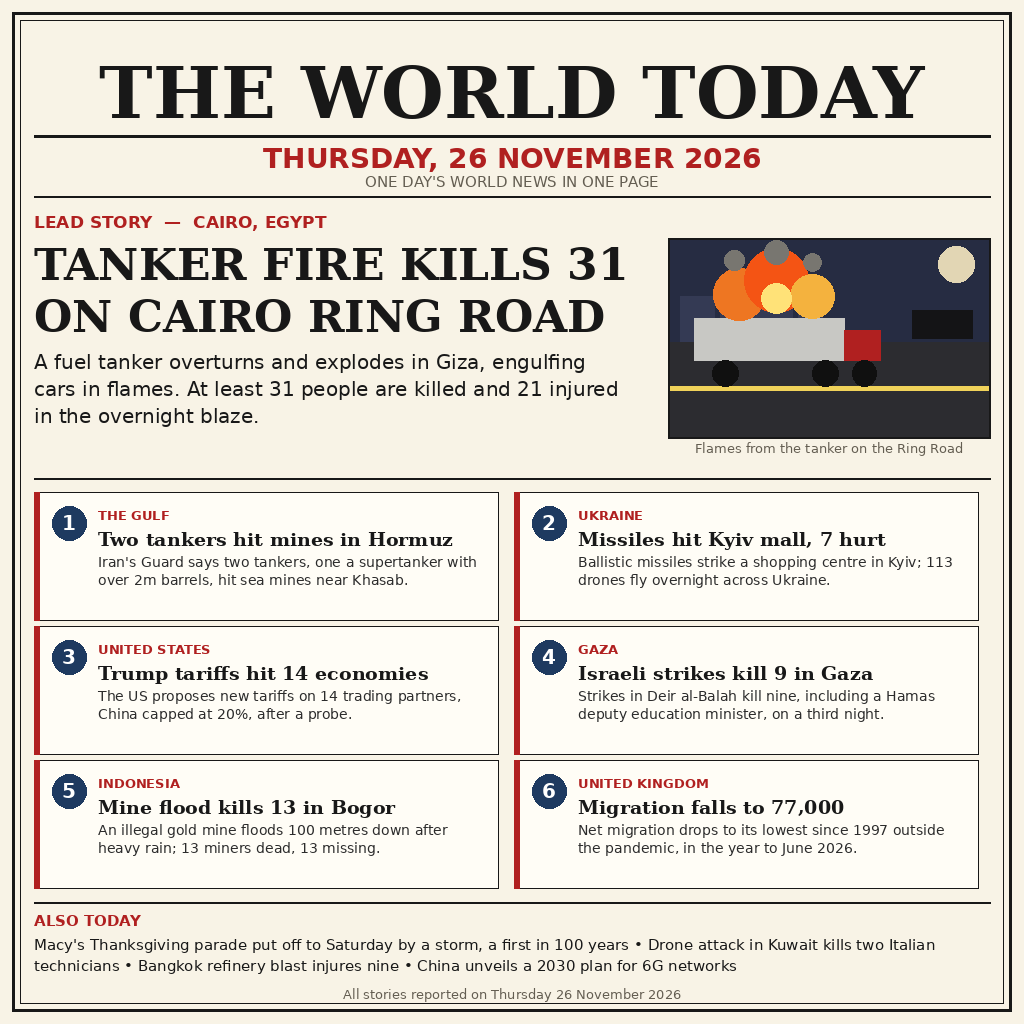 THE WORLD TODAY
THURSDAY, 26 NOVEMBER 2026
ONE DAY'S WORLD NEWS IN ONE PAGE
LEAD STORY — CAIRO, EGYPT
TANKER FIRE KILLS 31
ON CAIRO RING ROAD
A fuel tanker overturns and explodes in Giza, engulfing
cars in flames. At least 31 people are killed and 21 injured
in the overnight blaze.
Flames from the tanker on the Ring Road
1
THE GULF
Two tankers hit mines in Hormuz
Iran's Guard says two tankers, one a supertanker with
over 2m barrels, hit sea mines near Khasab.
2
UKRAINE
Missiles hit Kyiv mall, 7 hurt
Ballistic missiles strike a shopping centre in Kyiv; 113
drones fly overnight across Ukraine.
3
UNITED STATES
Trump tariffs hit 14 economies
The US proposes new tariffs on 14 trading partners,
China capped at 20%, after a probe.
4
GAZA
Israeli strikes kill 9 in Gaza
Strikes in Deir al-Balah kill nine, including a Hamas
deputy education minister, on a third night.
5
INDONESIA
Mine flood kills 13 in Bogor
An illegal gold mine floods 100 metres down after
heavy rain; 13 miners dead, 13 missing.
6
UNITED KINGDOM
Migration falls to 77,000
Net migration drops to its lowest since 1997 outside
the pandemic, in the year to June 2026.
ALSO TODAY
Macy's Thanksgiving parade put off to Saturday by a storm, a first in 100 years • Drone attack in Kuwait kills two Italian
technicians • Bangkok refinery blast injures nine • China unveils a 2030 plan for 6G networks
All stories reported on Thursday 26 November 2026